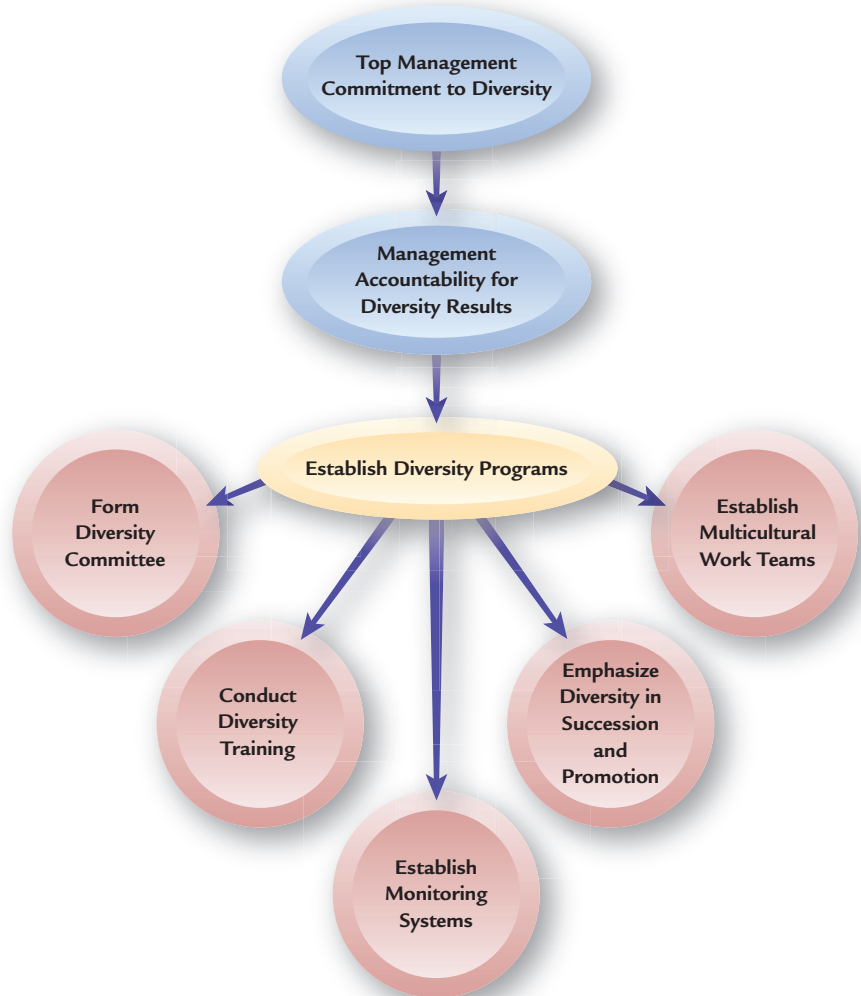 Top Management
Commitment to Diversity
Management
Accountability for
Diversity Results
Establish Diversity Programs
Form
Diversity
Committee
Conduct
Diversity
Training
Establish
Monitoring
Systems
Emphasize
Diversity in
Succession
and
Promotion
Establish
Multicultural
Work Teams